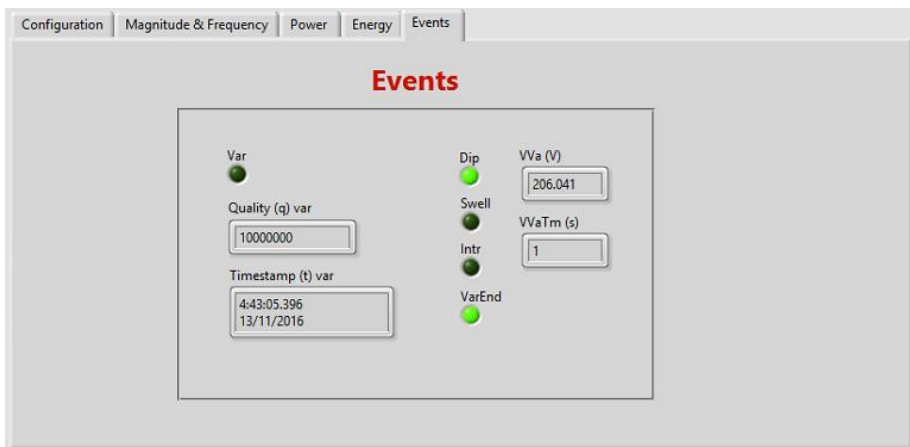 Configuration
Magnitude & Frequency
Power
Energy
Events
Events
Var
Quality (q) var
10000000
Timestamp (t) var
4:43:05.396
13/11/2016
Dip
Swell
Intr
VarEnd
VVa (V)
206.041
VVaTm (s)
1